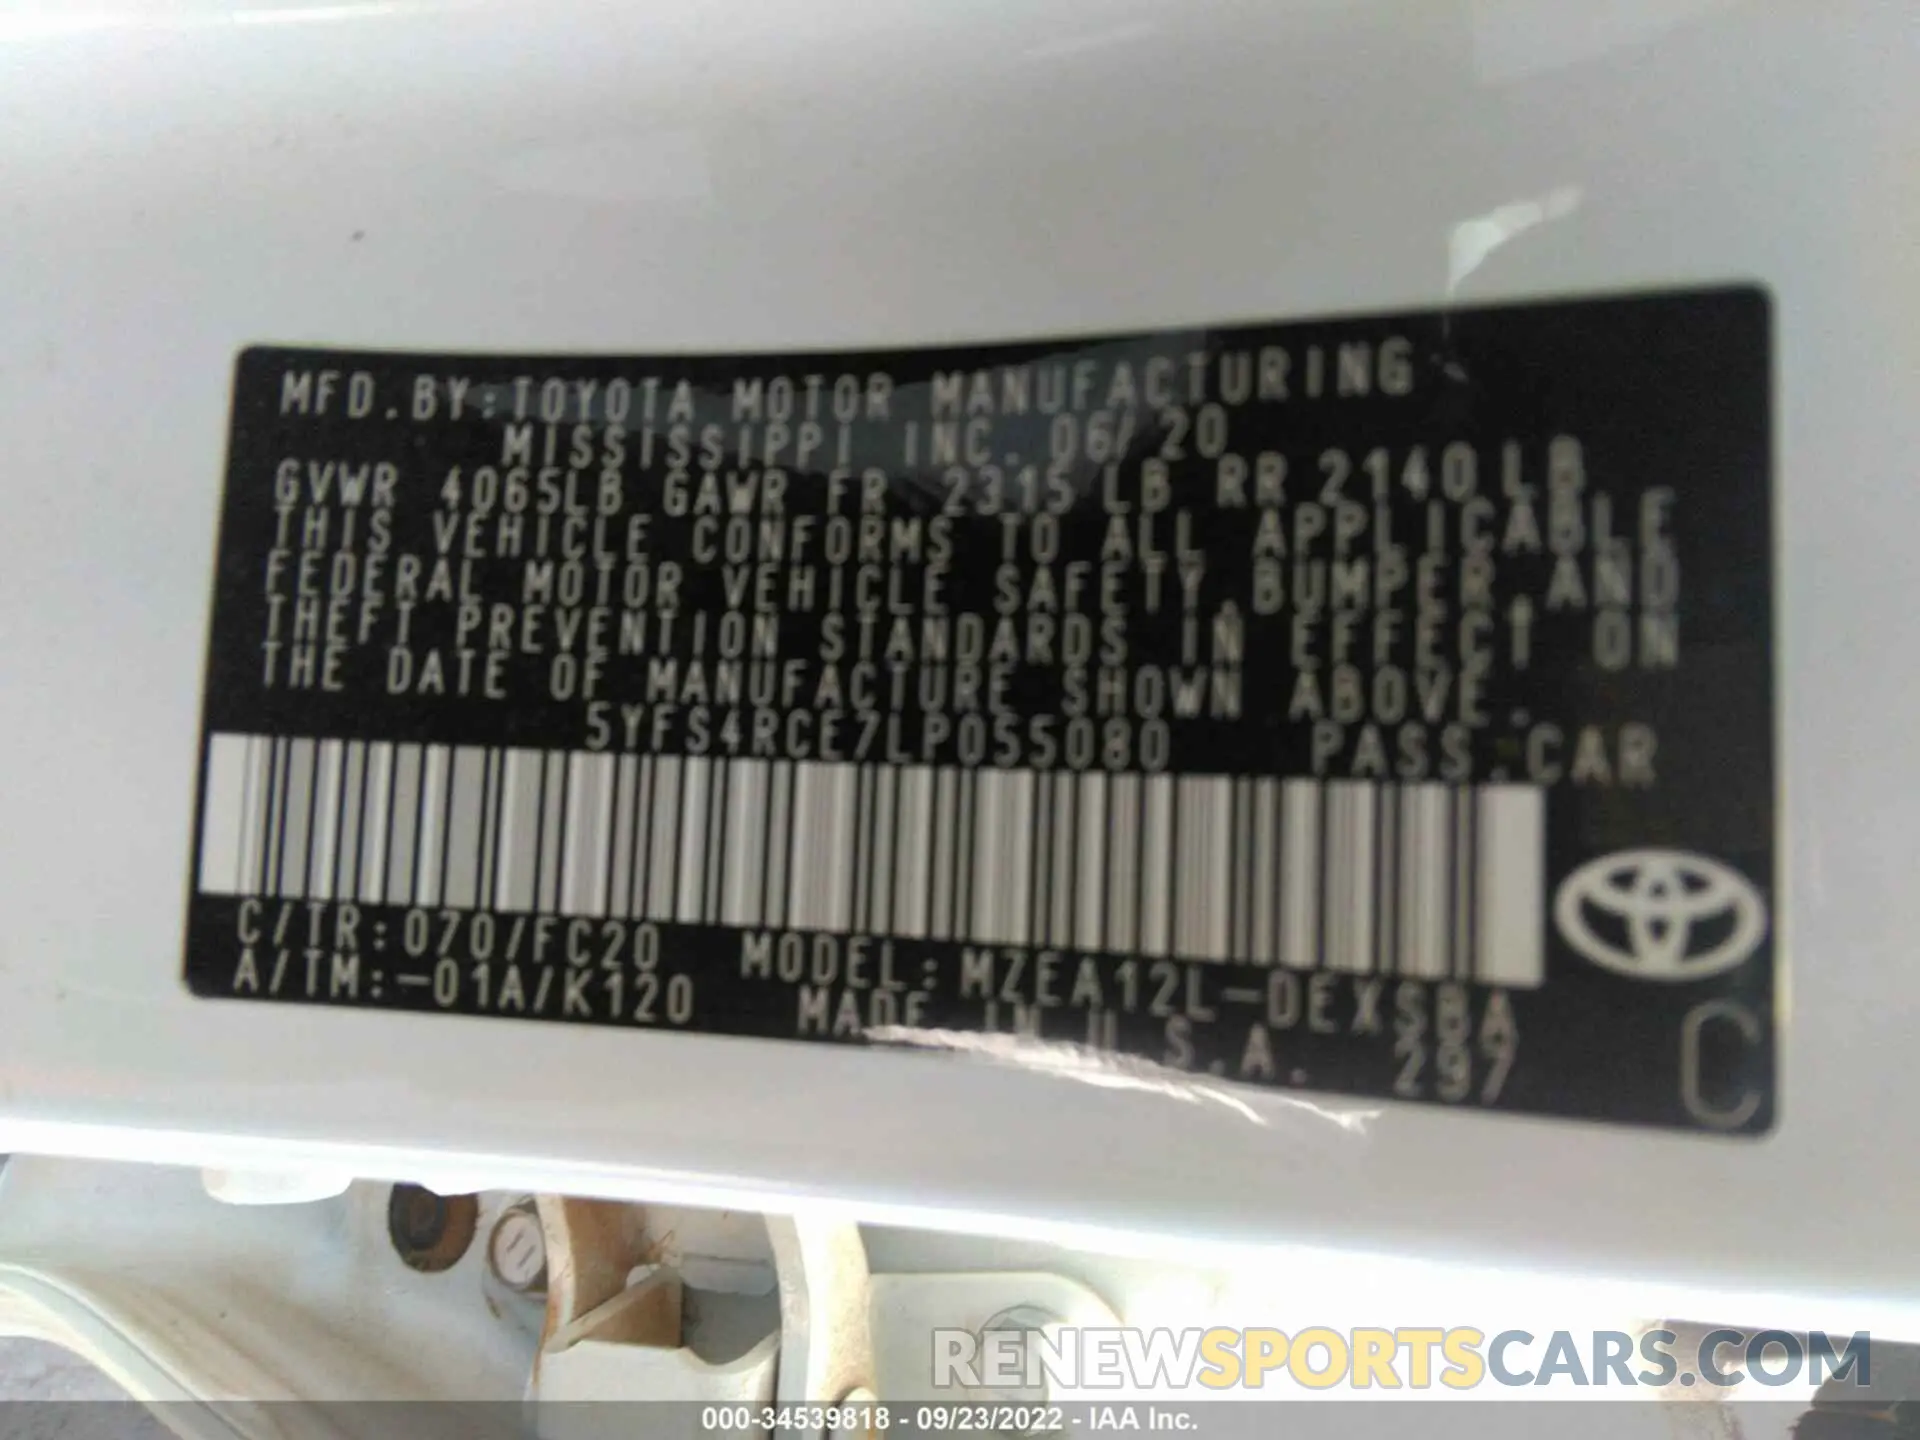 MFD.BY:TOYOTA MOTOR MANUFACTURING
MISSISSIPPI INC. 06/20
GVWR 4065LB GAWR FR 2315LB RR 2140LB
THIS VEHICLE CONFORMS TO ALL APPLICABLE
FEDERAL MOTOR VEHICLE SAFETY,BUMPER,AND
THEFT PREVENTION STANDARDS IN EFFECT ON
THE DATE OF MANUFACTURE SHOWN ABOVE.
5YFS4RCE7LP055080 PASS.CAR
C/TR:070/FC20 MODEL:MZEA12L-DEXSBA
A/TM:-01A/K120 MADE IN U.S.A. 297
C
RENEWSPORTSCARS.COM
000-34539818 - 09/23/2022 - IAA Inc.